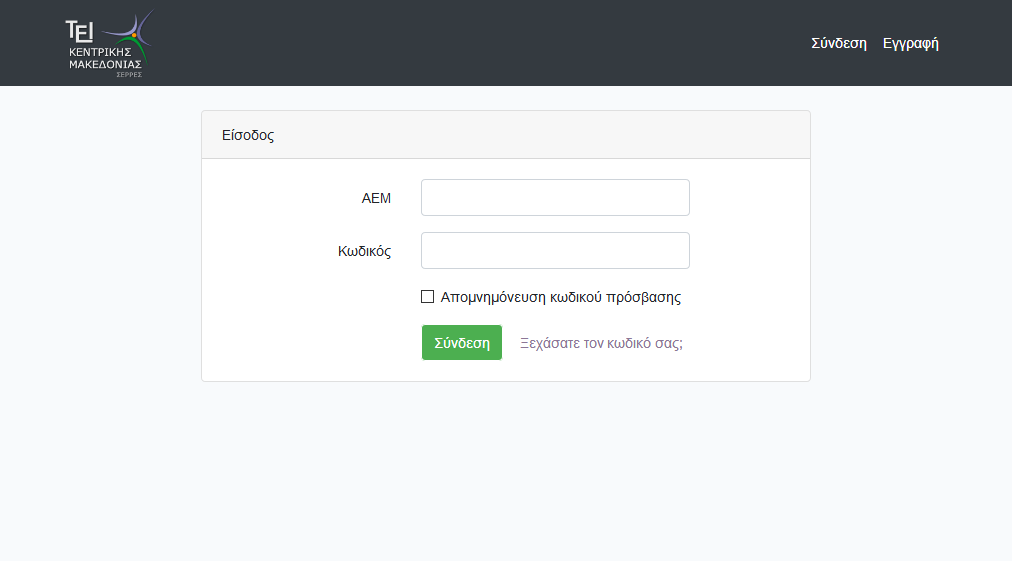 ΤΕΙ
ΚΕΝΤΡΙΚΗΣ
ΜΑΚΕΔΟΝΙΑΣ
ΣΕΡΡΕΣ
Σύνδεση Εγγραφή
Είσοδος
ΑΕΜ
Κωδικός
Απομνημόνευση κωδικού πρόσβασης
Σύνδεση Ξεχάσατε τον κωδικό σας;